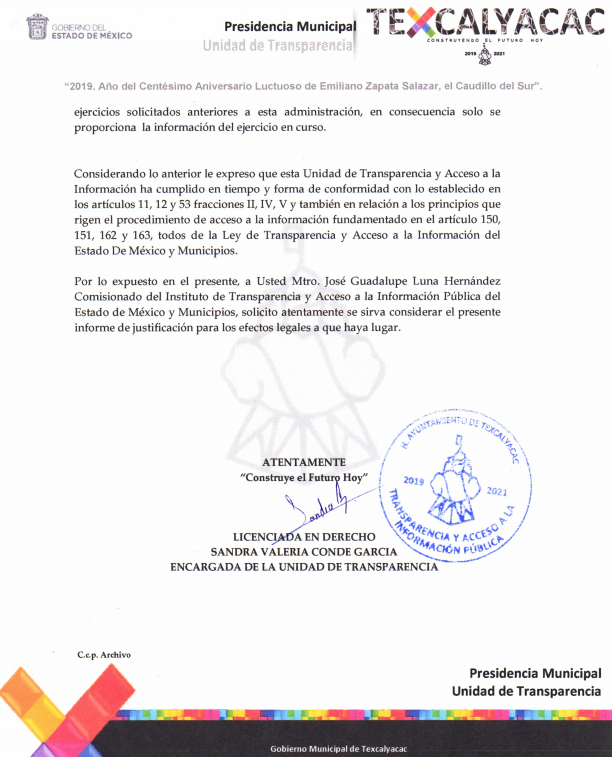 GOBIERNO DEL
ESTADO DE MÉXICO
Presidencia Municipal
Unidad de Transparencia
TEXCALYACAC
CONSTRUYENDO EL FUTURO HOY
2019 2021
"2019. Año del Centésimo Aniversario Luctuoso de Emiliano Zapata Salazar, el Caudillo del Sur".
ejercicios solicitados anteriores a esta administración, en consecuencia solo se
proporciona la información del ejercicio en curso.
Considerando lo anterior le expreso que esta Unidad de Transparencia y Acceso a la
Información ha cumplido en tiempo y forma de conformidad con lo establecido en
los artículos 11, 12 y 53 fracciones II, IV, V y también en relación a los principios que
rigen el procedimiento de acceso a la información fundamentado en el artículo 150,
151, 162 y 163, todos de la Ley de Transparencia y Acceso a la Información del
Estado De México y Municipios.
Por lo expuesto en el presente, a Usted Mtro. José Guadalupe Luna Hernández
Comisionado del Instituto de Transparencia y Acceso a la Información Pública del
Estado de México y Municipios, solicito atentamente se sirva considerar el presente
informe de justificación para los efectos legales a que haya lugar.
ATENTAMENTE
"Construye el Futuro Hoy"
LICENCIADA EN DERECHO
SANDRA VALERIA CONDE GARCIA
ENCARGADA DE LA UNIDAD DE TRANSPARENCIA
H. AYUNTAMIENTO DE TEXCALYACAC
2019 2021
TRANSPARENCIA Y ACCESO A LA
INFORMACIÓN PÚBLICA
C.c.p. Archivo
Presidencia Municipal
Unidad de Transparencia
Gobierno Municipal de Texcalyacac